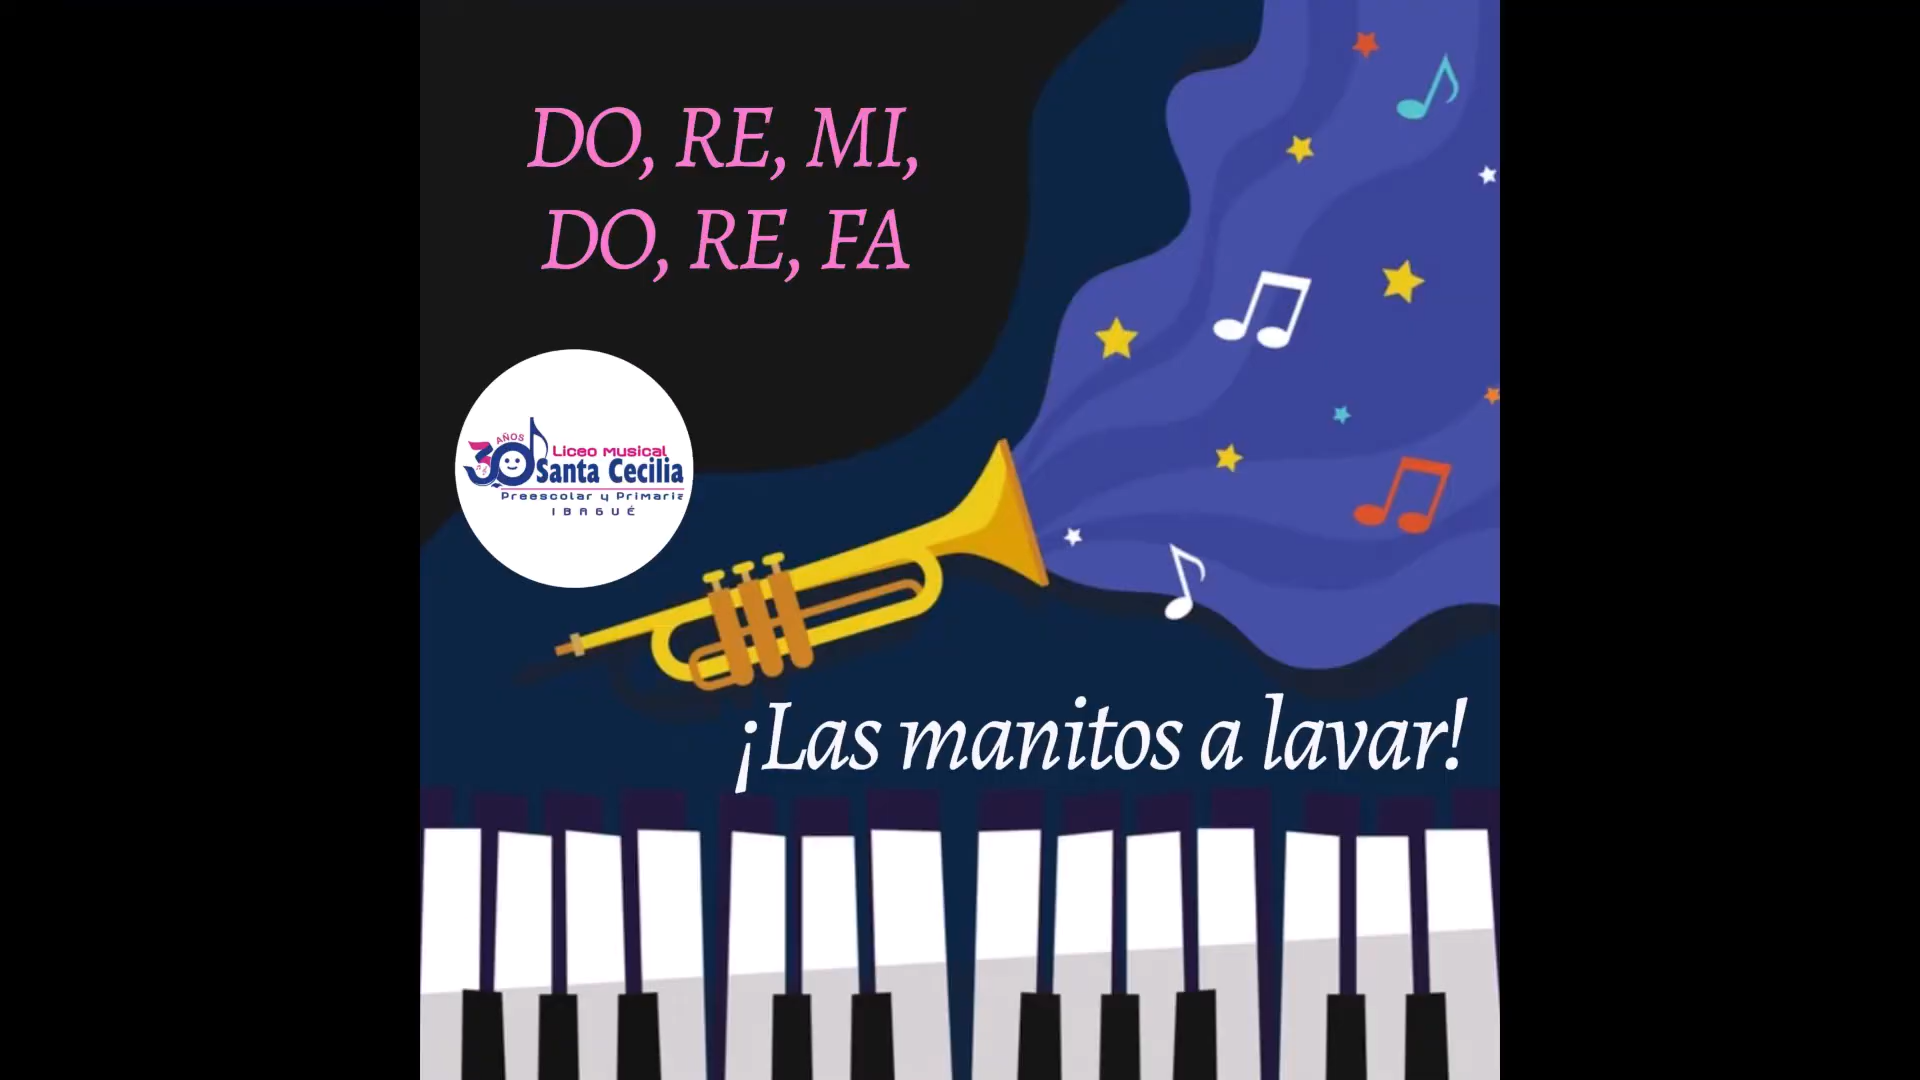 DO, RE, MI,
DO, RE, FA
30 AÑOS
Liceo Musical
Santa Cecilia
Preescolar y Primaria
IBAGUÉ
¡Las manitos a lavar!